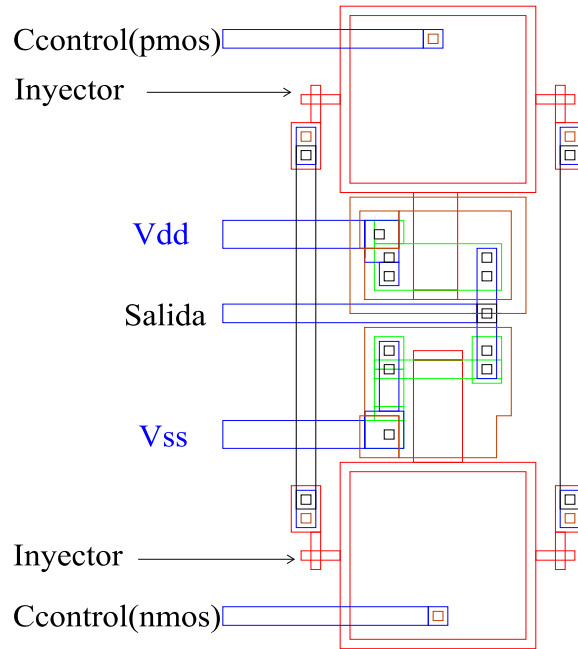 Ccontrol(pmos)
Inyector
Vdd
Salida
Vss
Inyector
Ccontrol(nmos)